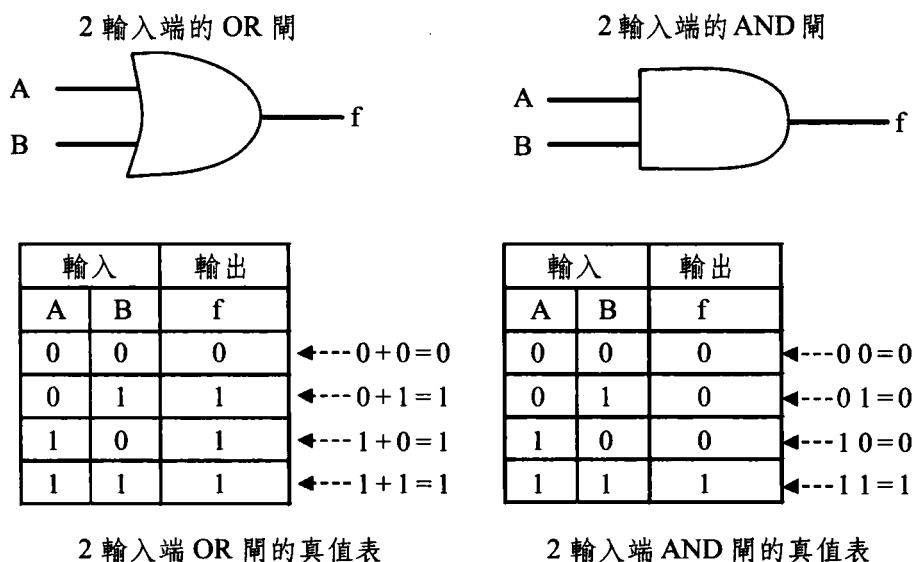 2 輸入端的 OR 閘
A
B
f
輸入 輸出
A B f
0 0 0 0+0=0
0 1 1 0+1=1
1 0 1 1+0=1
1 1 1 1+1=1
2 輸入端 OR 閘的真值表
2 輸入端的 AND 閘
A
B
f
輸入 輸出
A B f
0 0 0 0 0=0
0 1 0 0 1=0
1 0 0 1 0=0
1 1 1 1 1=1
2 輸入端 AND 閘的真值表